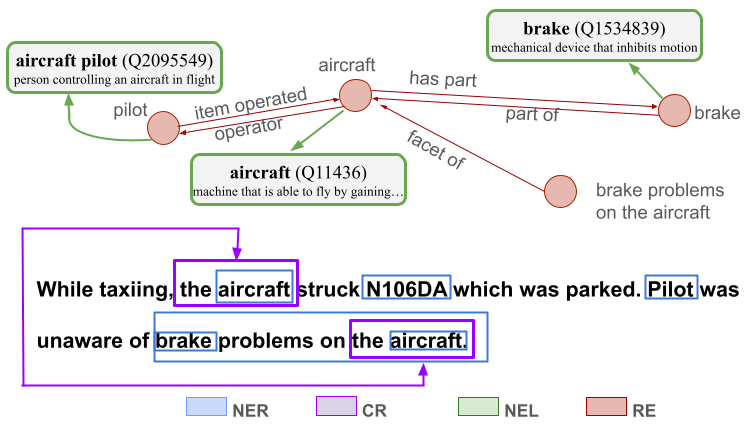 brake (Q1534839)
mechanical device that inhibits motion
aircraft pilot (Q2095549)
person controlling an aircraft in flight
aircraft
has part
pilot
item operated
operator
part of
brake
facet of
aircraft (Q11436)
machine that is able to fly by gaining…
brake problems
on the aircraft
While taxiing, the aircraft struck N106DA which was parked. Pilot was
unaware of brake problems on the aircraft.
NER CR NEL RE